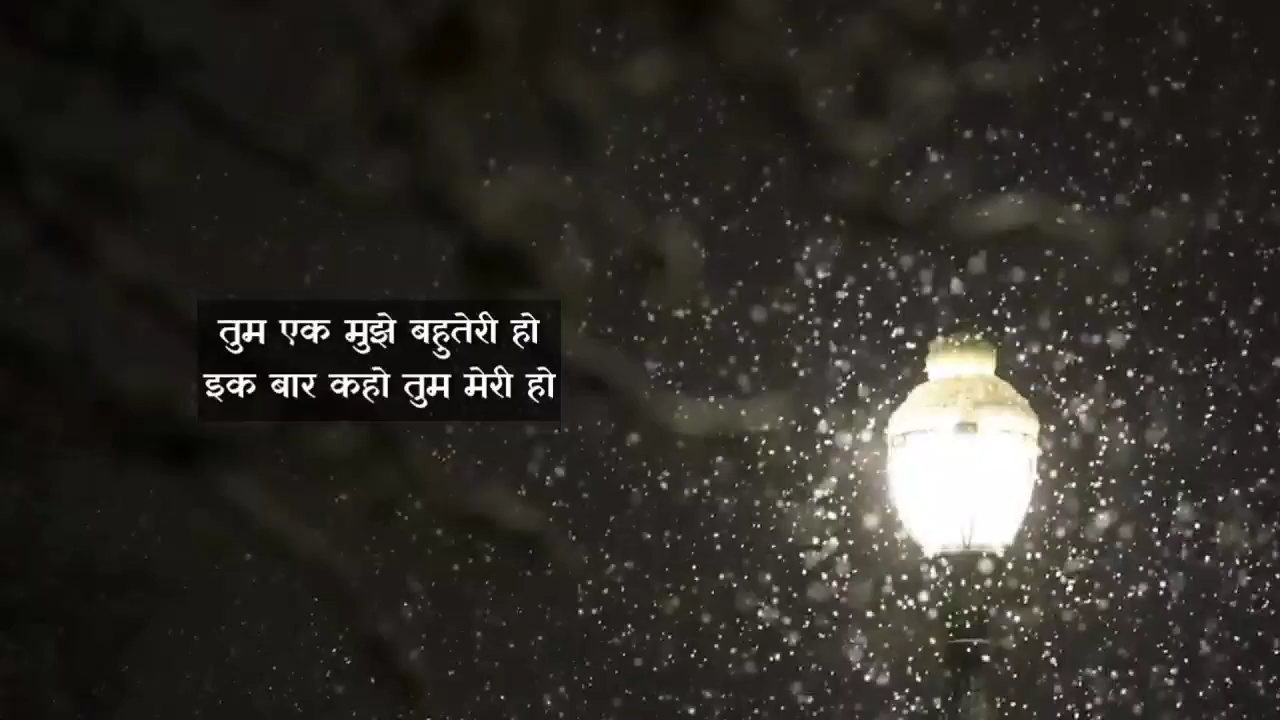 तुम एक मुझे बहुतेरी हो
इक बार कहो तुम मेरी हो